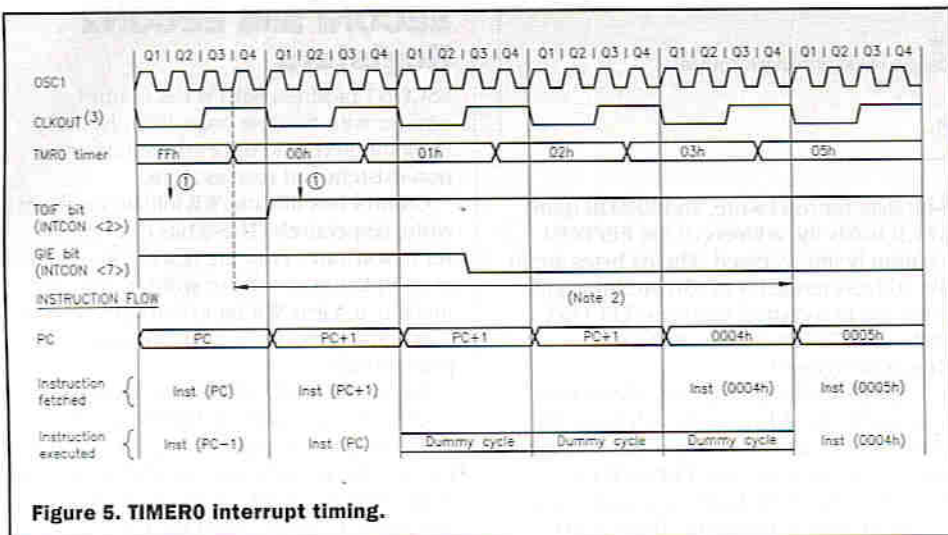 Q1 | Q2 | Q3 | Q4 | Q1 | Q2 | Q3 | Q4 | Q1 | Q2 | Q3 | Q4 | Q1 | Q2 | Q3 | Q4 | Q1 | Q2 | Q3 | Q4 | Q1 | Q2 | Q3 | Q4
OSC1
CLKOUT (3)
TMR0 timer FFh 00h 01h 02h 03h 05h
① ①
TOIF bit
(INTCON <2>)
GIE bit
(INTCON <7>)
INSTRUCTION FLOW (Note 2)
PC PC PC+1 PC+1 PC+1 0004h 0005h
Instruction fetched Inst (PC) Inst (PC+1) Inst (0004h) Inst (0005h)
Instruction executed Inst (PC-1) Inst (PC) Dummy cycle Dummy cycle Dummy cycle Inst (0004h)
Figure 5. TIMER0 interrupt timing.